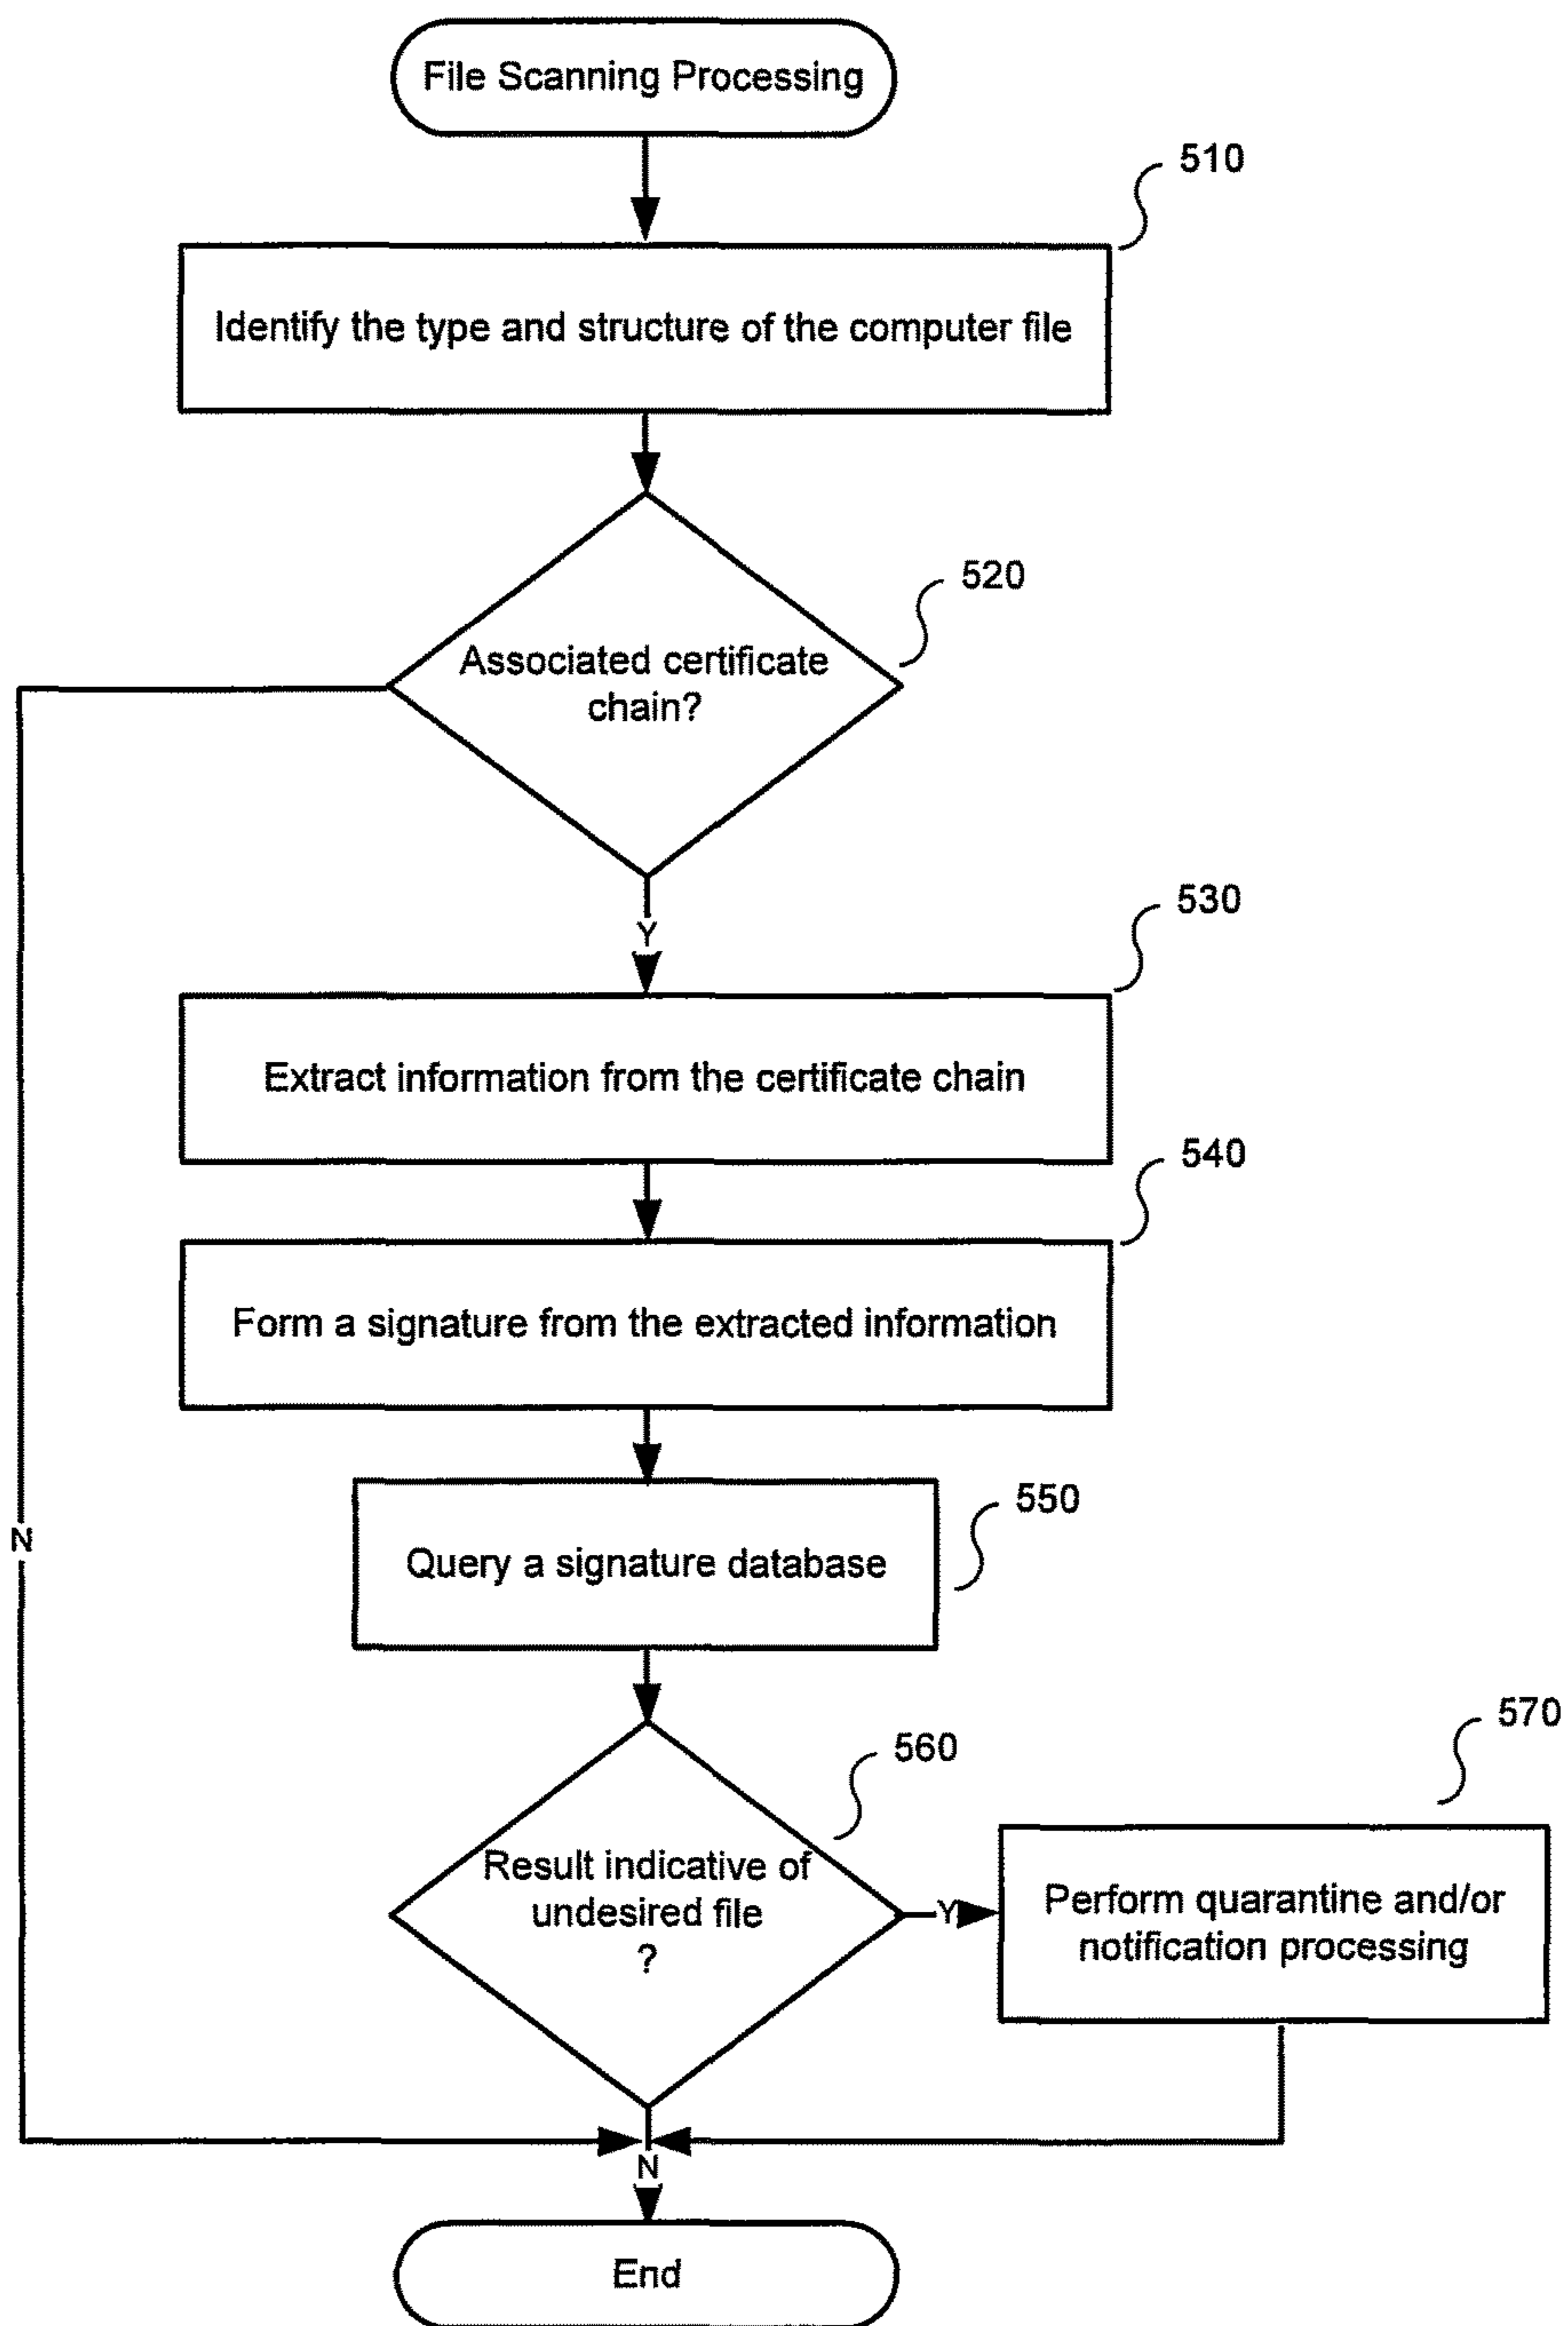 File Scanning Processing
510
Identify the type and structure of the computer file
520
Associated certificate
chain?
Y
530
Extract information from the certificate chain
540
Form a signature from the extracted information
550
Query a signature database
N
560
570
Result indicative of
undesired file
?
Y
Perform quarantine and/or
notification processing
N
End